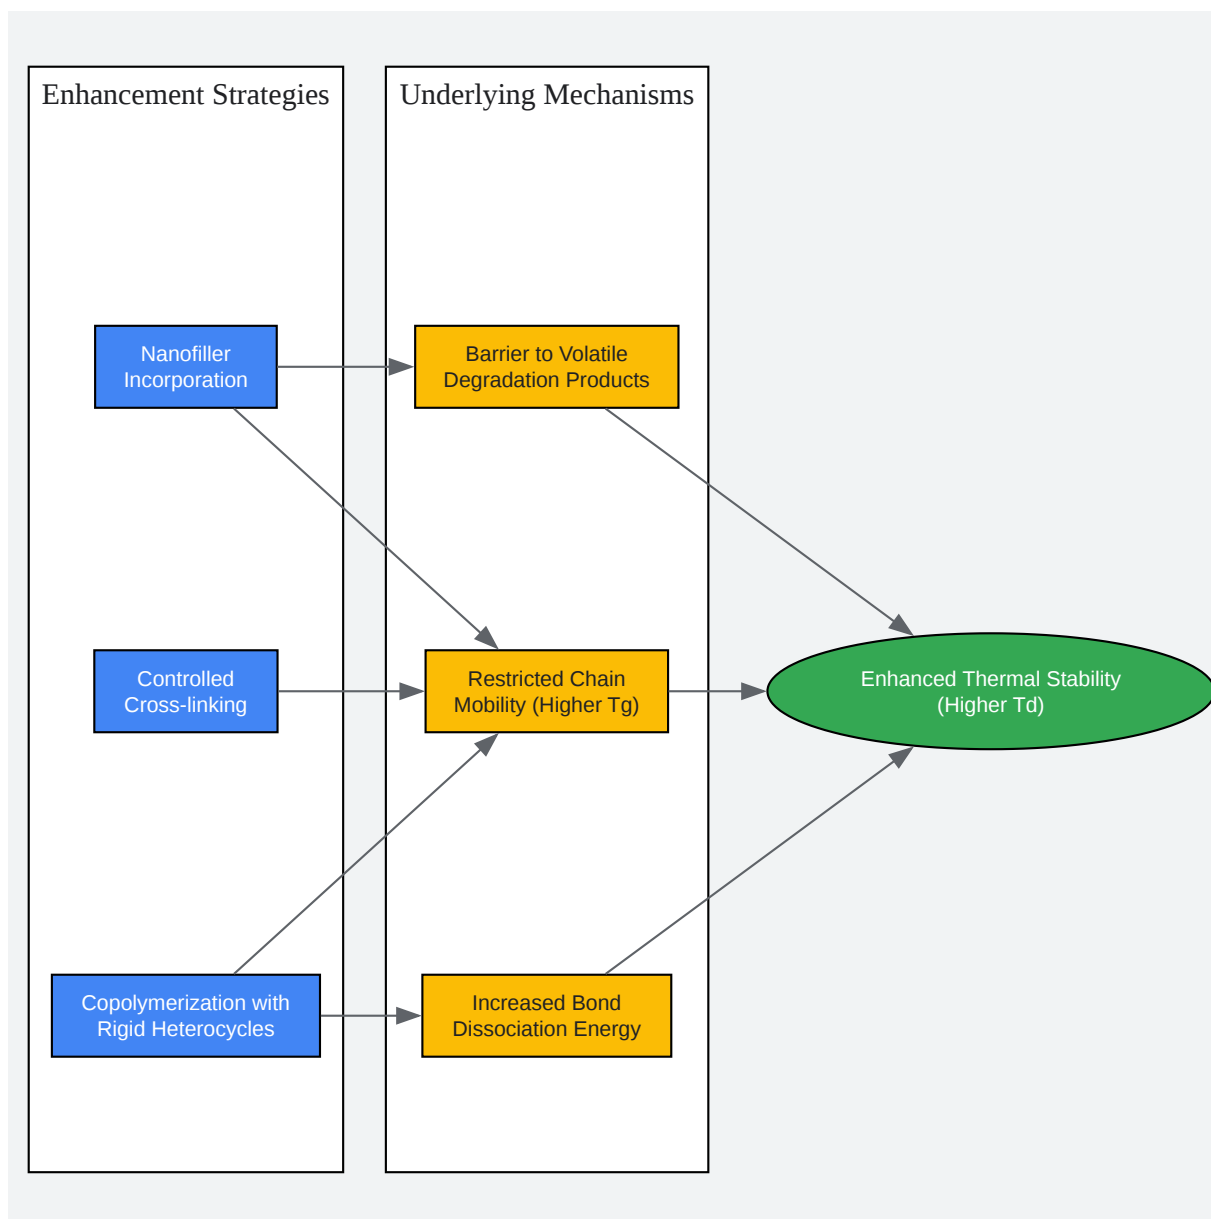 Enhancement Strategies
Underlying Mechanisms
Nanofiller
Incorporation
Barrier to Volatile
Degradation Products
Controlled
Cross-linking
Restricted Chain
Mobility (Higher Tg)
Enhanced Thermal Stability
(Higher Td)
Copolymerization with
Rigid Heterocycles
Increased Bond
Dissociation Energy